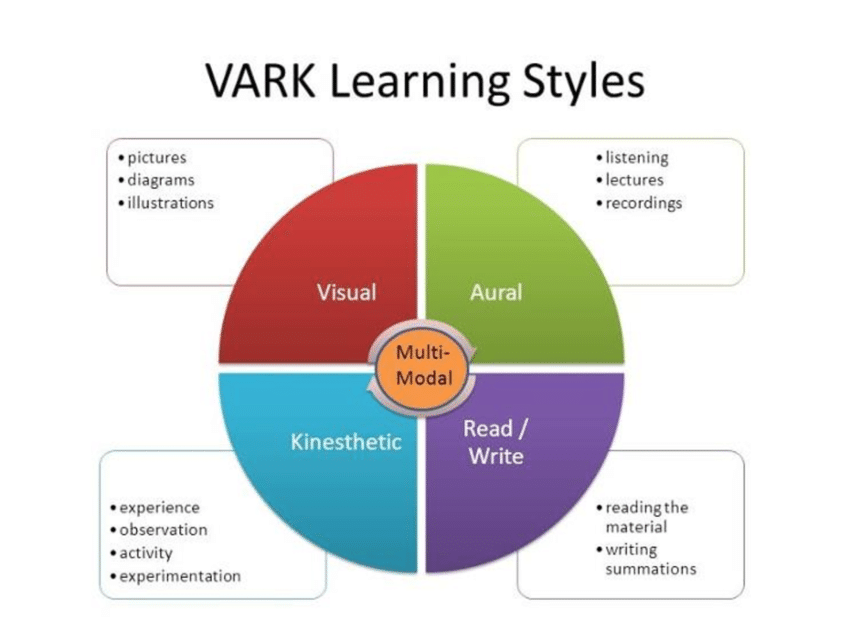 VARK Learning Styles
•pictures
•diagrams
•illustrations
•listening
•lectures
•recordings
Visual
Aural
Multi-
Modal
Kinesthetic
Read /
Write
•experience
•observation
•activity
•experimentation
•reading the
material
•writing
summations